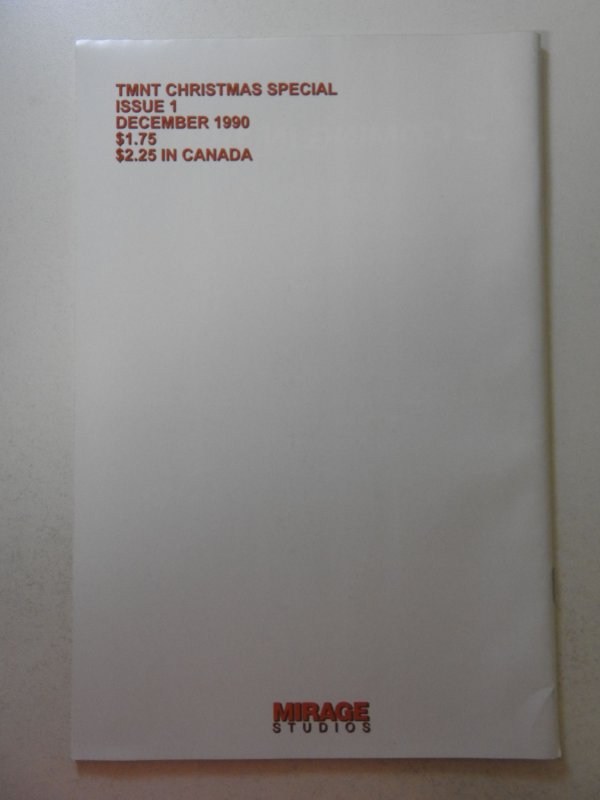 TMNT CHRISTMAS SPECIAL
ISSUE 1
DECEMBER 1990
$1.75
$2.25 IN CANADA
MIRAGE
STUDIOS